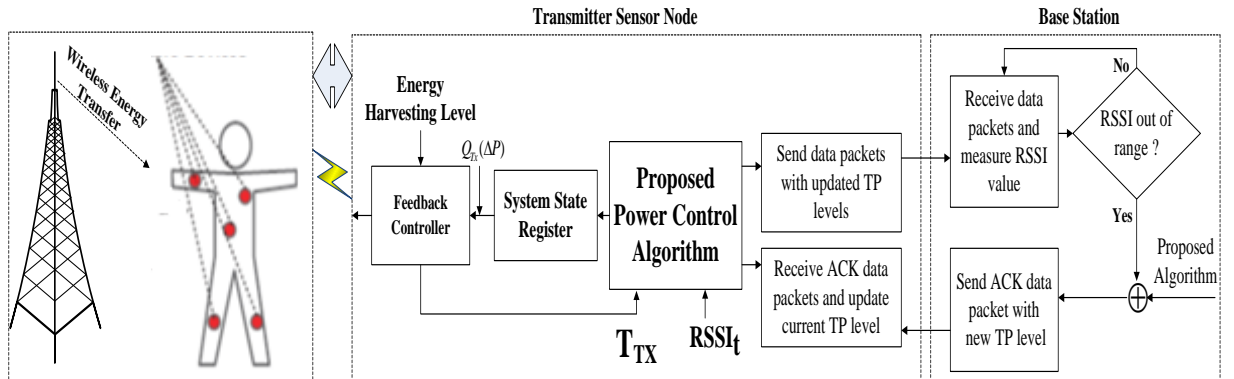 Transmitter Sensor Node
Base Station
Wireless Energy
Transfer
Energy
Harvesting Level
Q_Tx(ΔP)
Feedback
Controller
System State
Register
Proposed
Power Control
Algorithm
T_TX
RSSI_t
Send data packets
with updated TP
levels
Receive ACK data
packets and update
current TP level
Receive data
packets and
measure RSSI
value
No
RSSI out of
range ?
Yes
Proposed
Algorithm
Send ACK data
packet with
new TP level